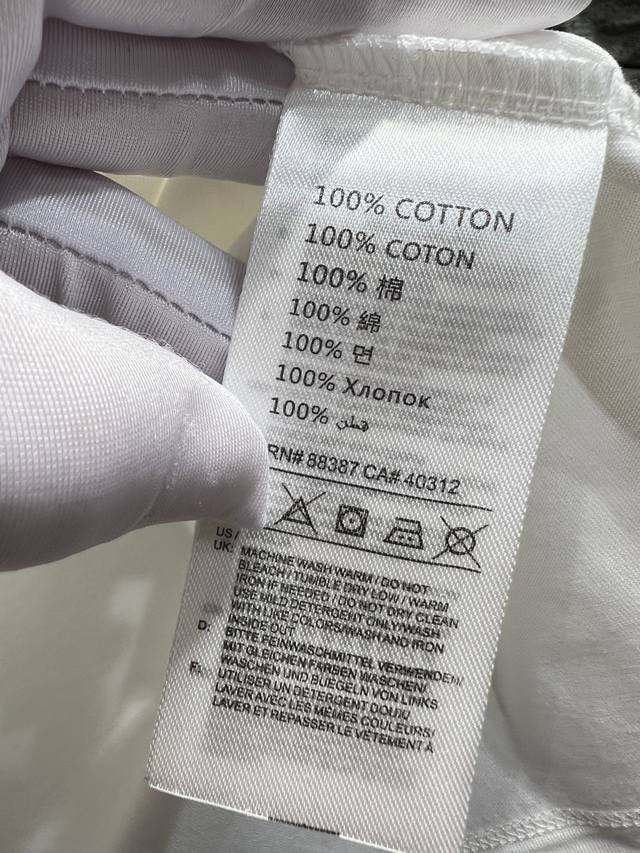 100% COTTON
100% COTON
100% 棉
100% 綿
100% 면
100% Хлопок
100% قطن
RN# 88387 CA# 40312
US /
UK: MACHINE WASH WARM / DO NOT
BLEACH / TUMBLE DRY LOW / WARM
IRON IF NEEDED / DO NOT DRY CLEAN
USE MILD DETERGENT ONLY/WASH
WITH LIKE COLORS/WASH AND IRON
INSIDE OUT
D: BITTE FEINWASCHMITTEL VERWENDEN/
MIT GLEICHEN FARBEN WASCHEN/
WASCHEN UND BUEGELN VON LINKS
F: UTILISER UN DÉTERGENT DOUX/
LAVER AVEC LES MÊMES COULEURS/
LAVER ET REPASSER LE VÊTEMENT À